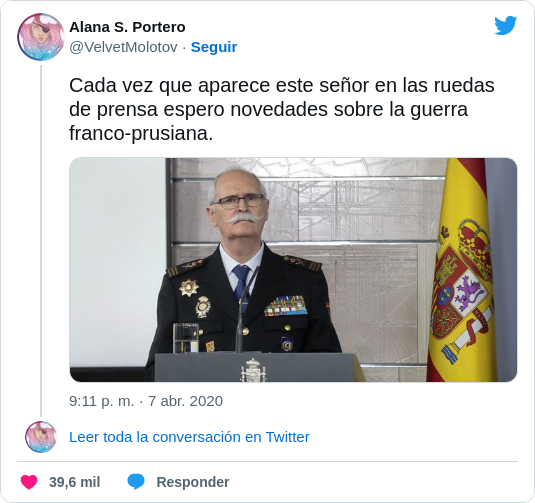 Alana S. Portero
@VelvetMolotov · Seguir
Cada vez que aparece este señor en las ruedas
de prensa espero novedades sobre la guerra
franco-prusiana.
9:11 p. m. · 7 abr. 2020
Leer toda la conversación en Twitter
39,6 mil
Responder